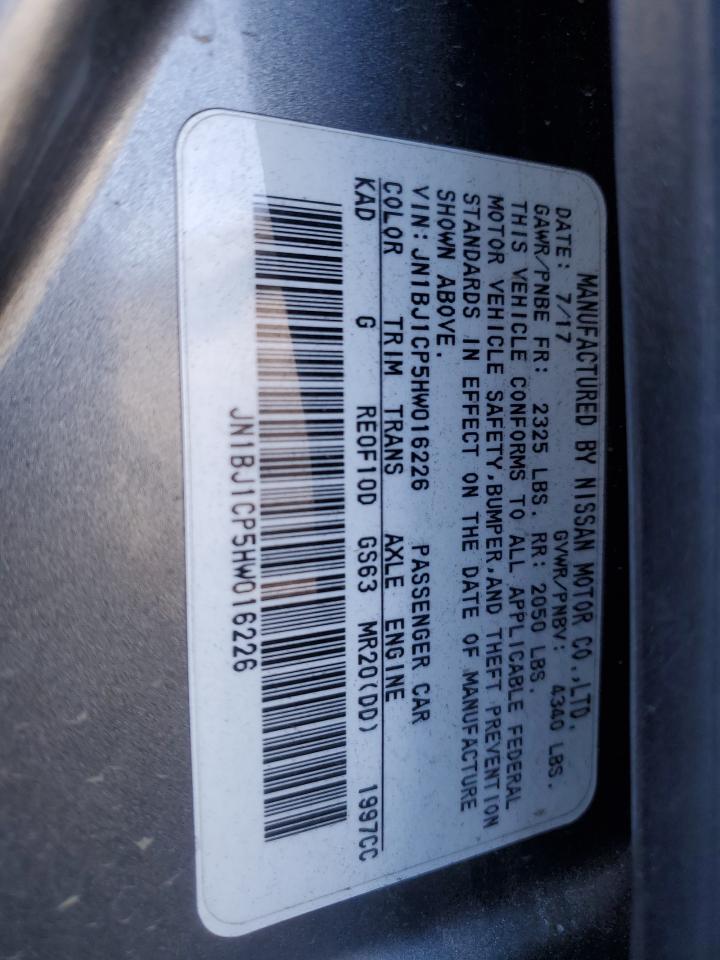 MANUFACTURED BY NISSAN MOTOR CO.,LTD.
DATE: 7/17 GVWR/PNBV: 4340 LBS.
GAWR/PNBE FR: 2325 LBS. RR: 2050 LBS.
THIS VEHICLE CONFORMS TO ALL APPLICABLE FEDERAL
MOTOR VEHICLE SAFETY,BUMPER,AND THEFT PREVENTION
STANDARDS IN EFFECT ON THE DATE OF MANUFACTURE
SHOWN ABOVE.
VIN: JN1BJ1CP5HW016226 PASSENGER CAR
COLOR TRIM TRANS AXLE ENGINE
KAD G RE0F10D GS63 MR20(DD) 1997CC
JN1BJ1CP5HW016226